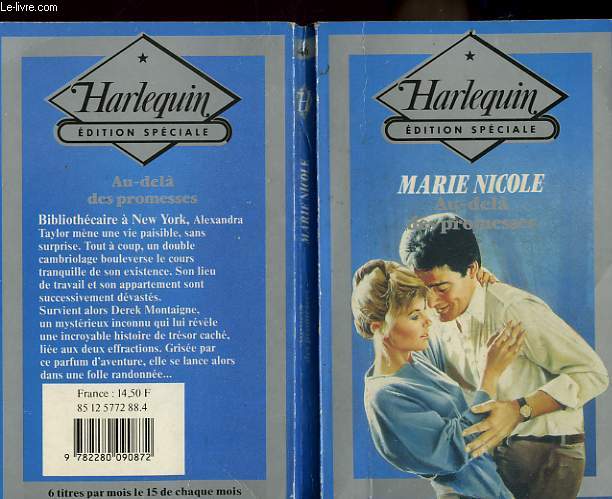 Le-livre.com
Harlequin
ÉDITION SPÉCIALE
Au-delà
des promesses
Bibliothécaire à New York, Alexandra
Taylor mène une vie paisible, sans
surprise. Tout à coup, un double
cambriolage bouleverse le cours
tranquille de son existence. Son lieu
de travail et son appartement sont
successivement dévastés.
Survient alors Derek Montaigne,
un mystérieux inconnu qui lui révèle
une incroyable histoire de trésor caché,
liée aux deux effractions. Grisée par
ce parfum d'aventure, elle se lance alors
dans une folle randonnée...
France : 14,50 F
85 12 5772 88.4
9 782280 090872
6 titres par mois le 15 de chaque mois
MARIE NICOLE
Harlequin
ÉDITION SPÉCIALE
MARIE NICOLE
Au-delà
des promesses